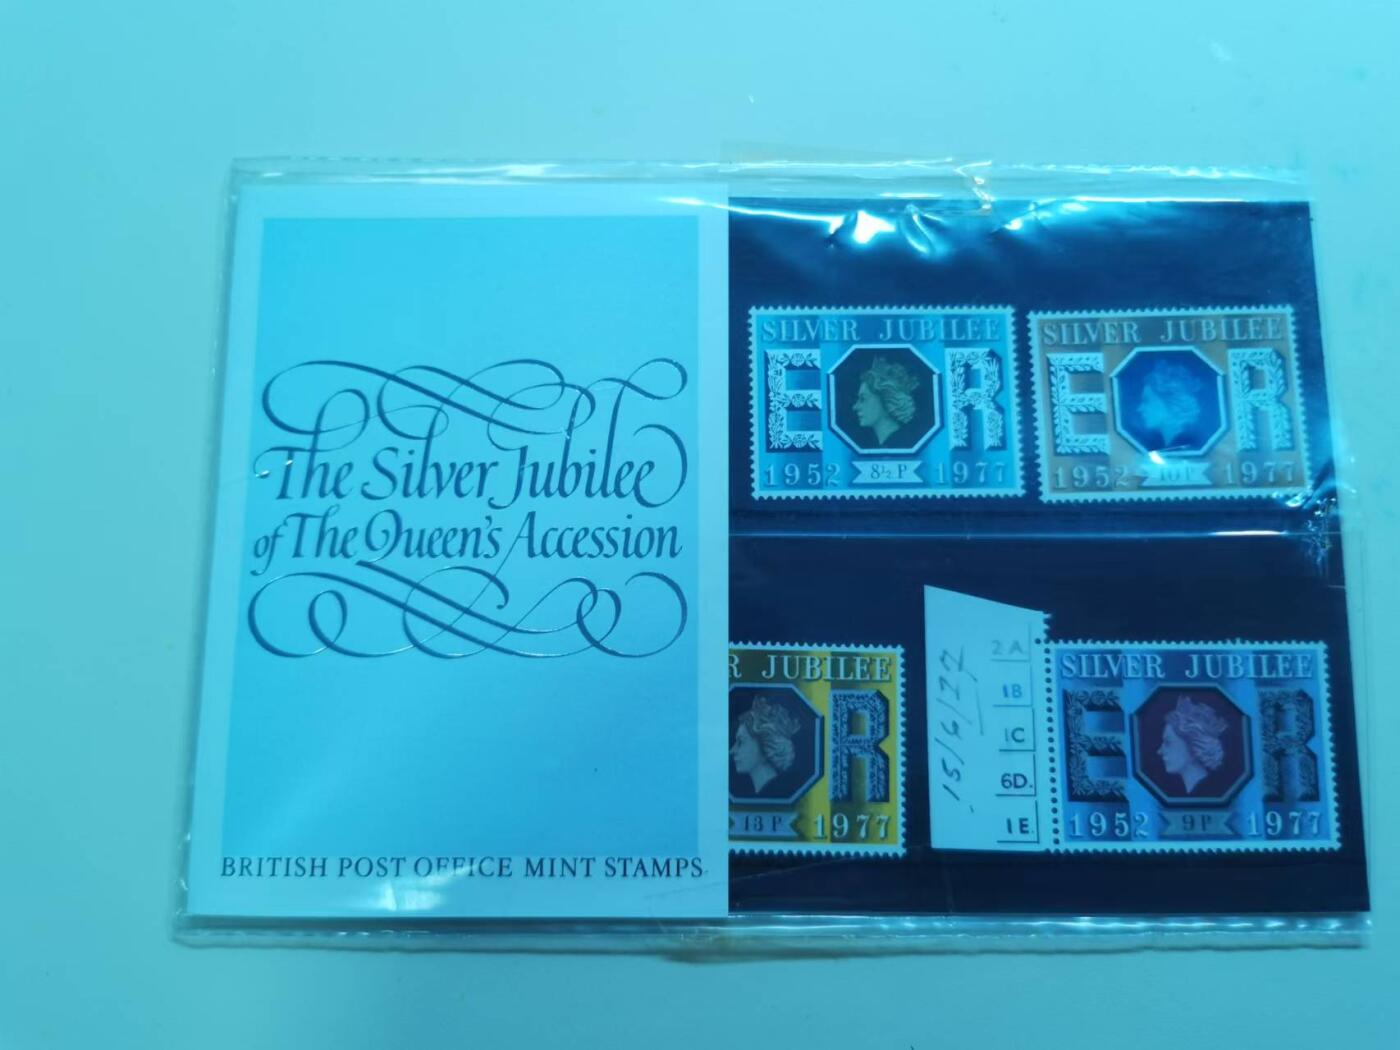 The Silver Jubilee
of The Queen's Accession
BRITISH POST OFFICE MINT STAMPS
SILVER JUBILEE
E R
1952 8½P 1977
SILVER JUBILEE
E R
1952 10P 1977
R JUBILEE
R
13P 1977
15/6/77
2A
1B
1C
6D.
1E.
SILVER JUBILEE
E R
1952 9P 1977